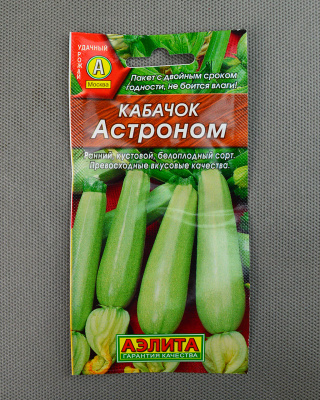 УДАЧНЫЙ
УРОЖАЙ
А
Москва
Пакет с двойным сроком
годности, не боится влаги!
КАБАЧОК
Астроном
Ранний, кустовой, белоплодный сорт.
Превосходные вкусовые качества.
АЭЛИТА
ГАРАНТИЯ КАЧЕСТВА